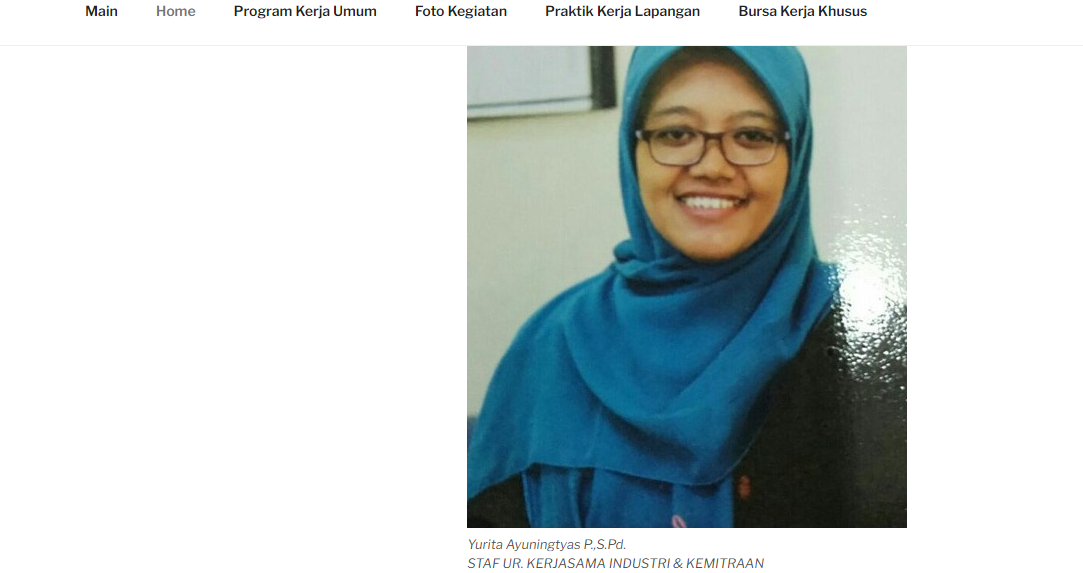 Main Home Program Kerja Umum Foto Kegiatan Praktik Kerja Lapangan Bursa Kerja Khusus
Yurita Ayuningtyas P.,S.Pd.
STAF UR. KERJASAMA INDUSTRI & KEMITRAAN